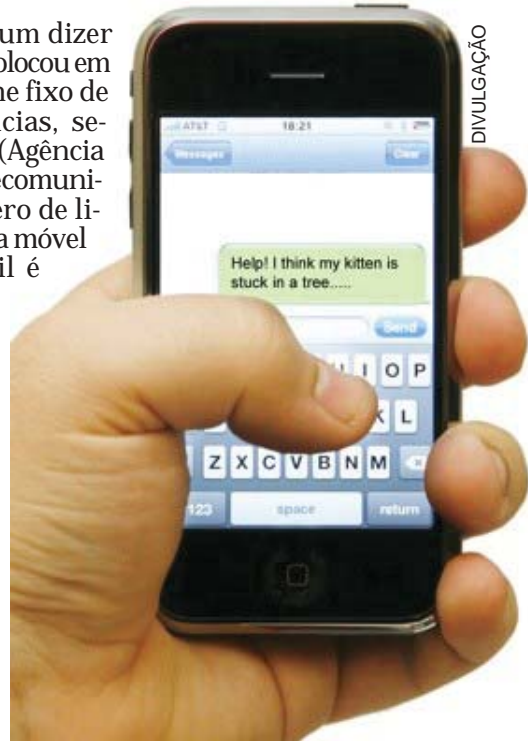 um dizer
olocou em
ne fixo de
cias, se-
(Agência
ecomuni-
ero de li-
a móvel
il é
DIVULGAÇÃO
AT&T 18:21
Messages Clear
Help! I think my kitten is
stuck in a tree.....
Send
I O P
K L
Z X C V B N M
123 space return